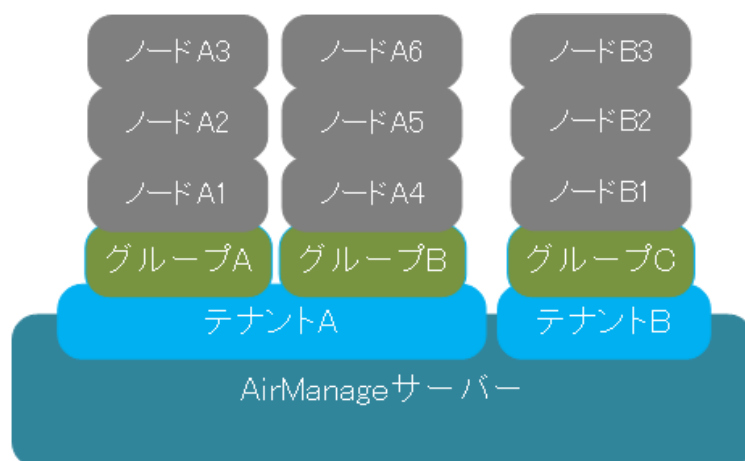 ノードA3 ノードA6 ノードB3
ノードA2 ノードA5 ノードB2
ノードA1 ノードA4 ノードB1
グループA グループB グループC
テナントA テナントB
AirManageサーバー